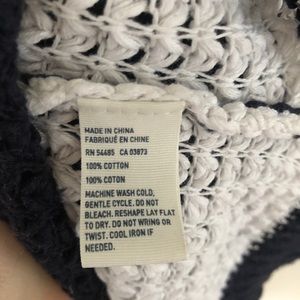 MADE IN CHINA
FABRIQUÉ EN CHINE
RN 54485 CA 03873
100% COTTON
100% COTTON
MACHINE WASH COLD,
GENTLE CYCLE. DO NOT
BLEACH. RESHAPE LAY FLAT
TO DRY. DO NOT WRING OR
TWIST. COOL IRON IF
NEEDED.